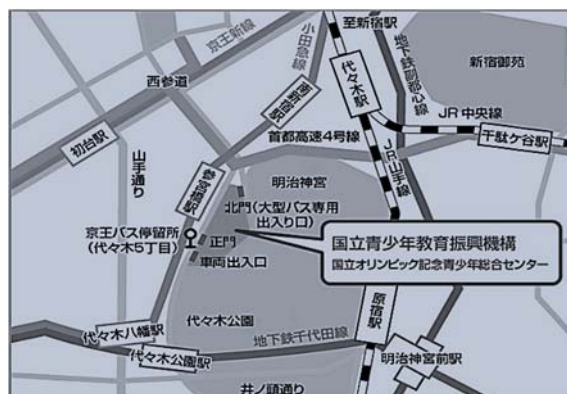 至新宿駅
京王新線
小田急線
地下鉄副都心線
新宿御苑
代々木駅
西参道
南新宿駅
JR中央線
千駄ケ谷駅
初台駅
首都高速4号線
JR山手線
山手通り
参宮橋駅
明治神宮
北門(大型バス専用
出入り口)
京王バス停留所
(代々木5丁目)
正門
車両出入口
国立青少年教育振興機構
国立オリンピック記念青少年総合センター
代々木公園
原宿駅
代々木八幡駅
代々木公園駅
地下鉄千代田線
明治神宮前駅
井ノ頭通り